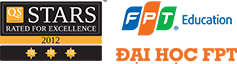 QS STARS
RATED FOR EXCELLENCE
2012
FPT Education
ĐẠI HỌC FPT